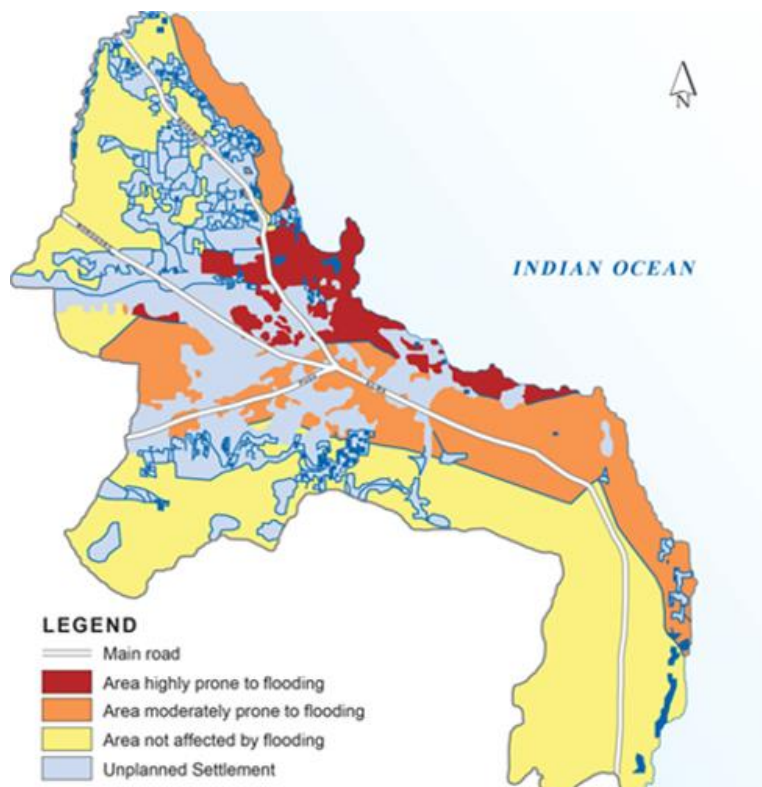 N
INDIAN OCEAN
LEGEND
Main road
Area highly prone to flooding
Area moderately prone to flooding
Area not affected by flooding
Unplanned Settlement